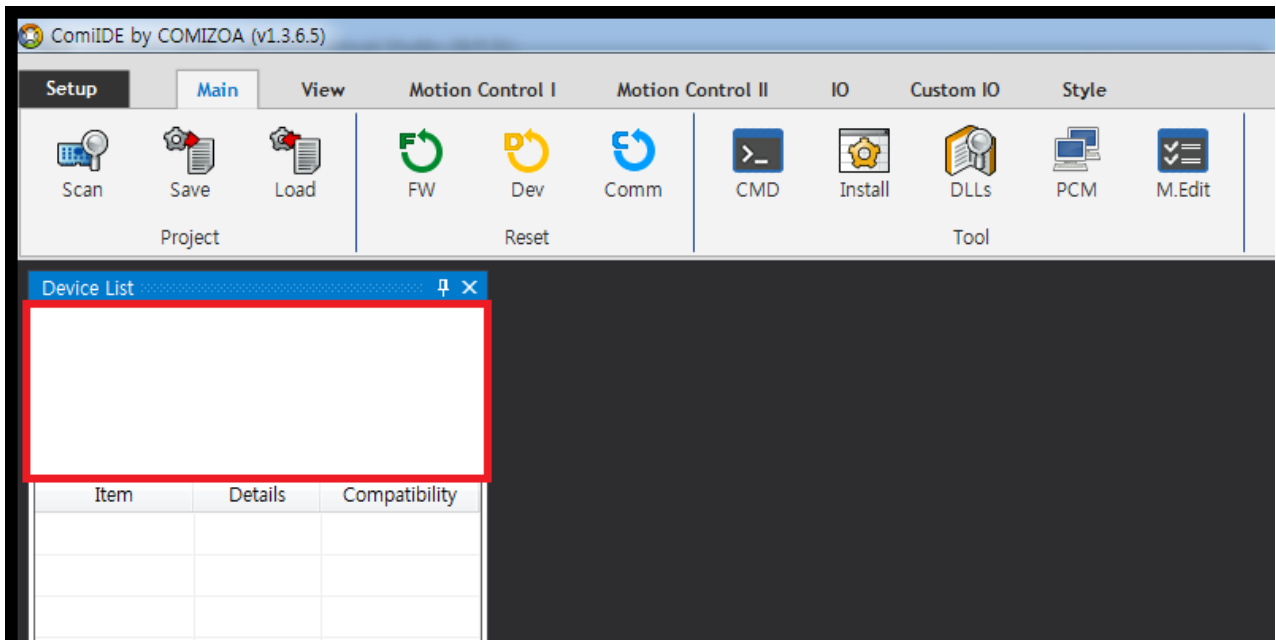 ComiIDE by COMIZOA (v1.3.6.5)
Setup Main View Motion Control I Motion Control II IO Custom IO Style
Scan Save Load FW Dev Comm CMD Install DLLs PCM M.Edit
Project Reset Tool
Device List
Item Details Compatibility